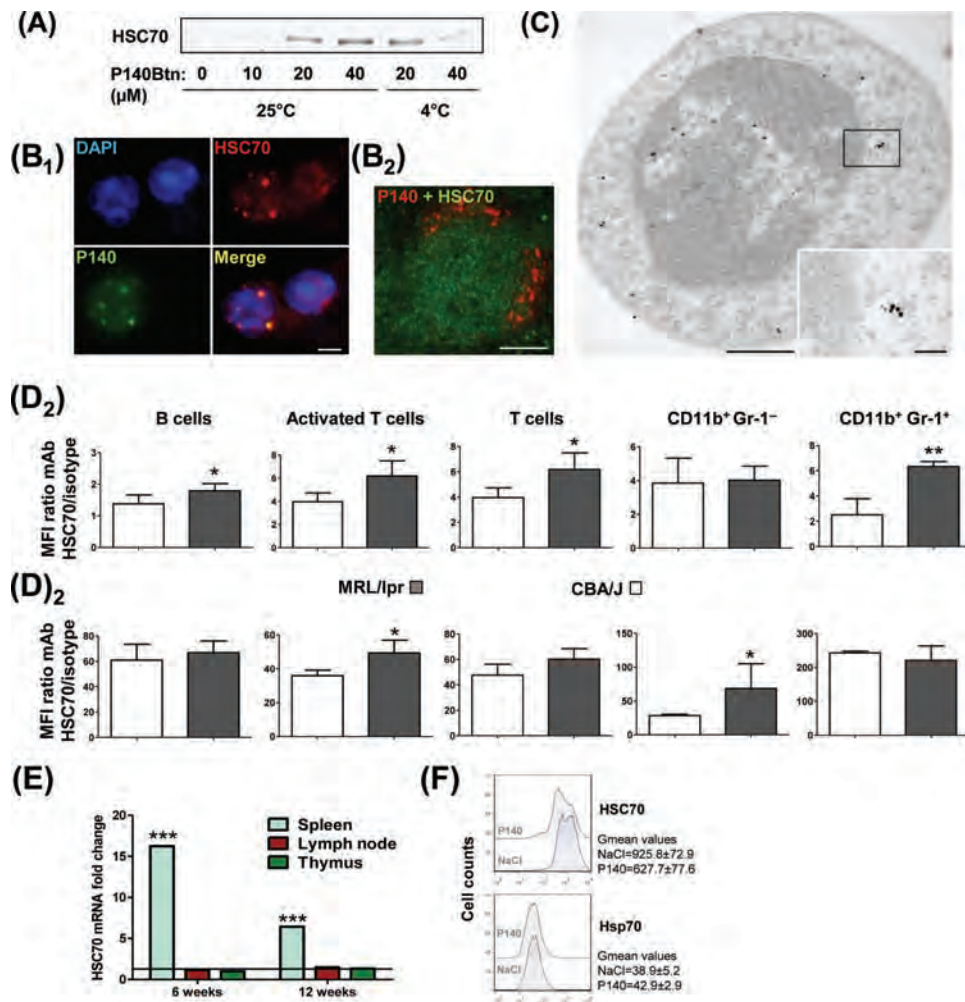 (A)
HSC70
P140Btn: 0 10 20 40 20 40
(µM)
25°C 4°C
(B1)
DAPI
HSC70
P140
Merge
(B2)
P140 + HSC70
(C)
(D2)
B cells
Activated T cells
T cells
CD11b+ Gr-1−
CD11b+ Gr-1+
MFI ratio mAb
HSC70/isotype
3
2
1
0
*
8
6
4
2
0
*
8
6
4
2
0
*
6
4
2
0
8
6
4
2
0
**
(D)2
MRL/lpr
CBA/J
MFI ratio mAb
HSC70/isotype
80
60
40
20
0
60
40
20
0
*
80
60
40
20
0
150
100
50
0
*
300
200
100
0
(E)
HSC70 mRNA fold change
20
15
10
5
0
***
***
Spleen
Lymph node
Thymus
6 weeks
12 weeks
(F)
Cell counts
P140
NaCl
HSC70
Gmean values
NaCl=925.8±72.9
P140=627.7±77.6
P140
NaCl
Hsp70
Gmean values
NaCl=38.9±5.2
P140=42.9±2.9